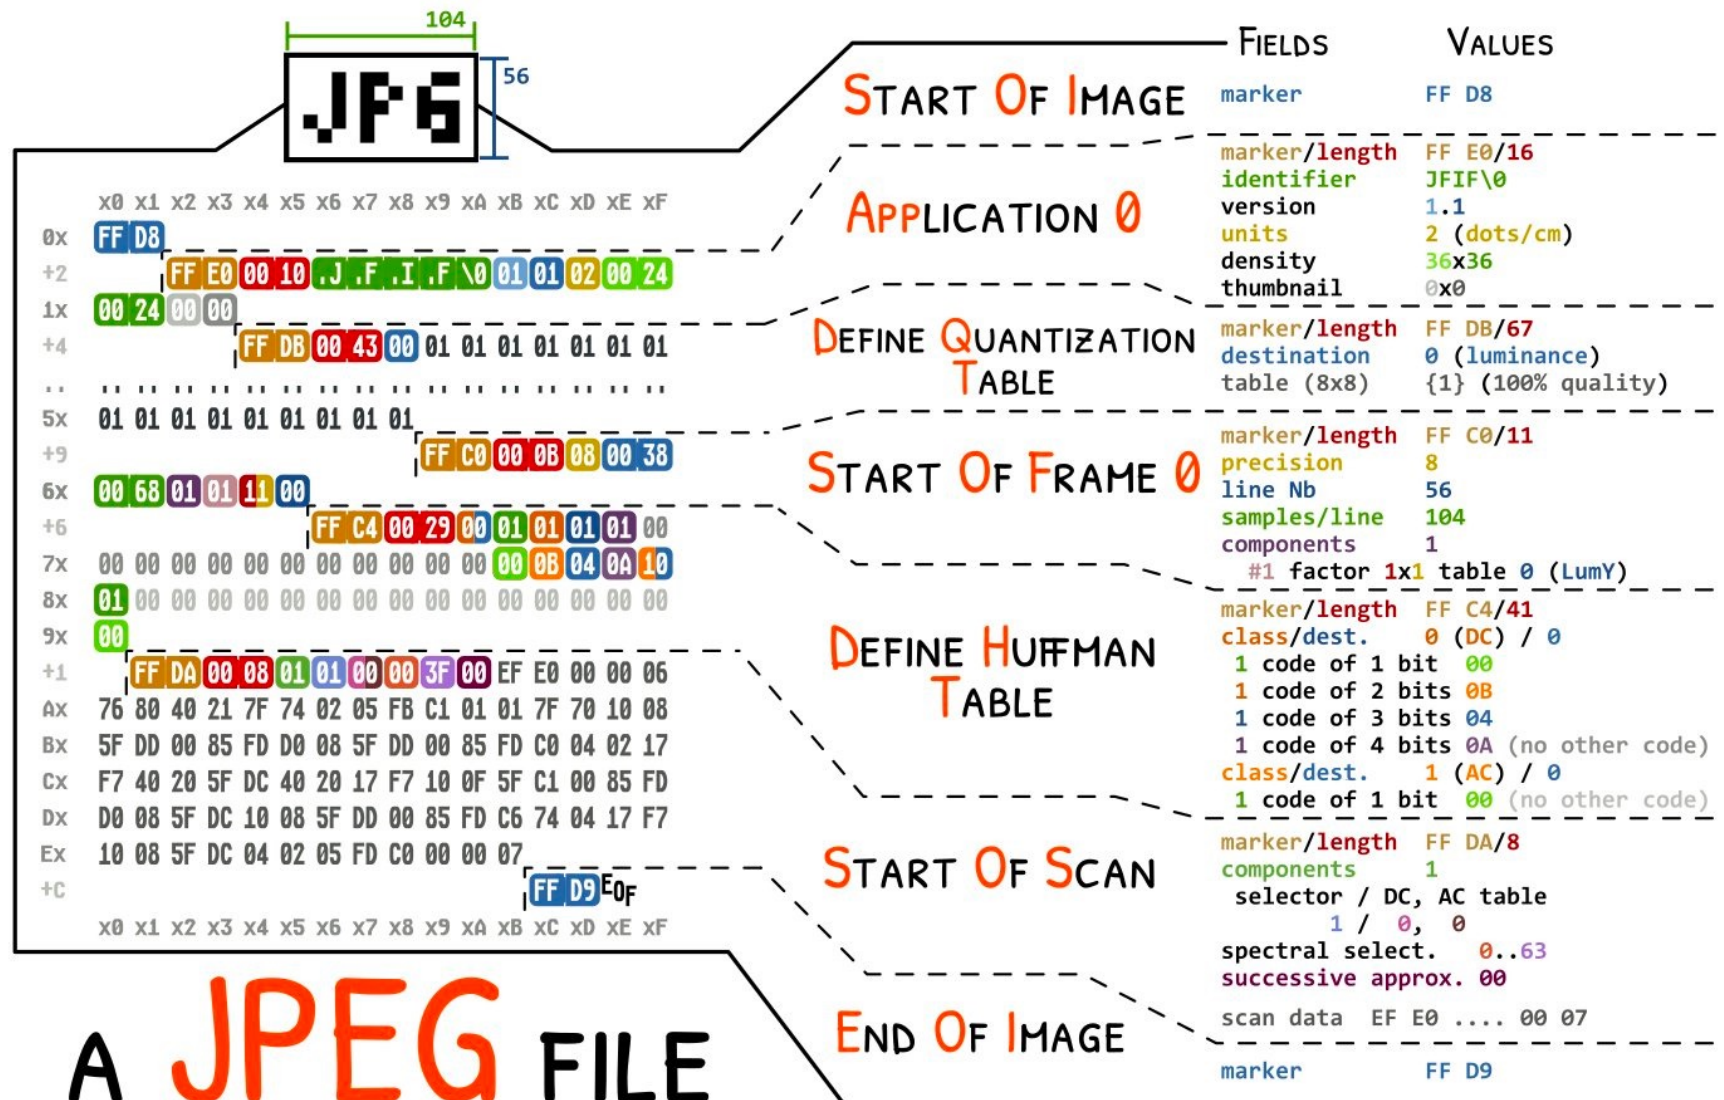 104
JPG
56
x0 x1 x2 x3 x4 x5 x6 x7 x8 x9 xA xB xC xD xE xF
0x FF D8
+2 FF E0 00 10 .J .F .I .F \0 01 01 02 00 24
1x 00 24 00 00
+4 FF DB 00 43 00 01 01 01 01 01 01 01
.. .. .. .. .. .. .. .. .. .. .. .. .. .. .. .. ..
5x 01 01 01 01 01 01 01 01 01
+9 FF C0 00 0B 08 00 38
6x 00 68 01 01 11 00
+6 FF C4 00 29 00 01 01 01 01 00
7x 00 00 00 00 00 00 00 00 00 00 00 00 0B 04 0A 10
8x 01 00 00 00 00 00 00 00 00 00 00 00 00 00 00 00
9x 00
+1 FF DA 00 08 01 01 00 00 3F 00 EF E0 00 00 06
Ax 76 80 40 21 7F 74 02 05 FB C1 01 01 7F 70 10 08
Bx 5F DD 00 85 FD D0 08 5F DD 00 85 FD C0 04 02 17
Cx F7 40 20 5F DC 40 20 17 F7 10 0F 5F C1 00 85 FD
Dx D0 08 5F DC 10 08 5F DD 00 85 FD C6 74 04 17 F7
Ex 10 08 5F DC 04 02 05 FD C0 00 00 07
+C FF D9 EOF
x0 x1 x2 x3 x4 x5 x6 x7 x8 x9 xA xB xC xD xE xF
A JPEG FILE
FIELDS VALUES
START OF IMAGE
marker FF D8
APPLICATION 0
marker/length FF E0/16
identifier JFIF\0
version 1.1
units 2 (dots/cm)
density 36x36
thumbnail 0x0
DEFINE QUANTIZATION
TABLE
marker/length FF DB/67
destination 0 (luminance)
table (8x8) {1} (100% quality)
START OF FRAME 0
marker/length FF C0/11
precision 8
line Nb 56
samples/line 104
components 1
#1 factor 1x1 table 0 (LumY)
DEFINE HUFFMAN
TABLE
marker/length FF C4/41
class/dest. 0 (DC) / 0
1 code of 1 bit 00
1 code of 2 bits 0B
1 code of 3 bits 04
1 code of 4 bits 0A (no other code)
class/dest. 1 (AC) / 0
1 code of 1 bit 00 (no other code)
START OF SCAN
marker/length FF DA/8
components 1
selector / DC, AC table
1 / 0, 0
spectral select. 0..63
successive approx. 00
scan data EF E0 .... 00 07
END OF IMAGE
marker FF D9